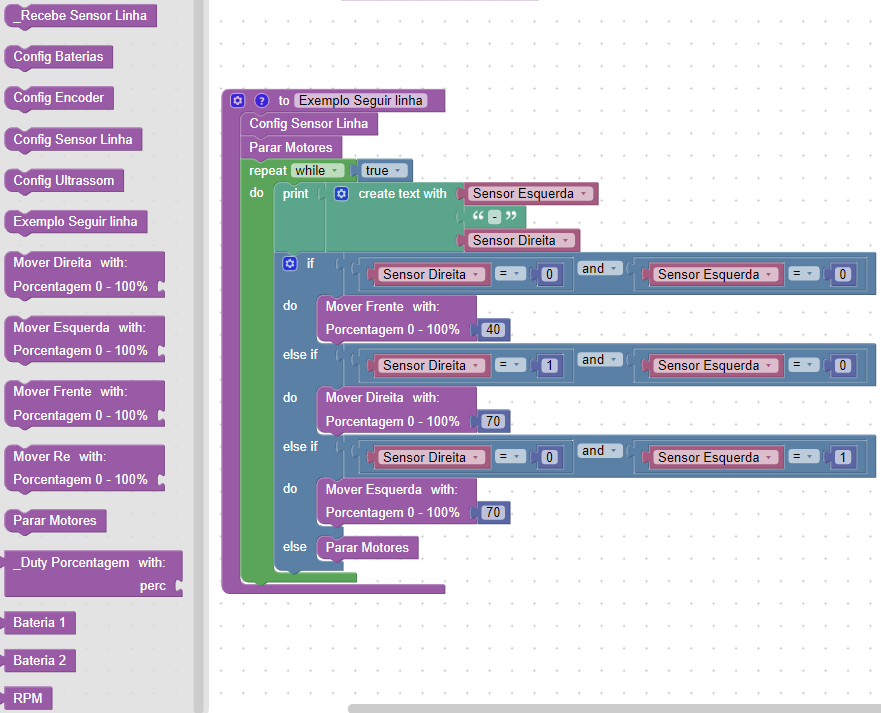 _Recebe Sensor Linha
Config Baterias
Config Encoder
Config Sensor Linha
Config Ultrassom
Exemplo Seguir linha
Mover Direita with:
Porcentagem 0 - 100%
Mover Esquerda with:
Porcentagem 0 - 100%
Mover Frente with:
Porcentagem 0 - 100%
Mover Re with:
Porcentagem 0 - 100%
Parar Motores
_Duty Porcentagem with:
perc
Bateria 1
Bateria 2
RPM
? to Exemplo Seguir linha
Config Sensor Linha
Parar Motores
repeat while true
do print create text with Sensor Esquerda
“ - ”
Sensor Direita
if Sensor Direita = 0 and Sensor Esquerda = 0
do Mover Frente with:
Porcentagem 0 - 100% 40
else if Sensor Direita = 1 and Sensor Esquerda = 0
do Mover Direita with:
Porcentagem 0 - 100% 70
else if Sensor Direita = 0 and Sensor Esquerda = 1
do Mover Esquerda with:
Porcentagem 0 - 100% 70
else Parar Motores